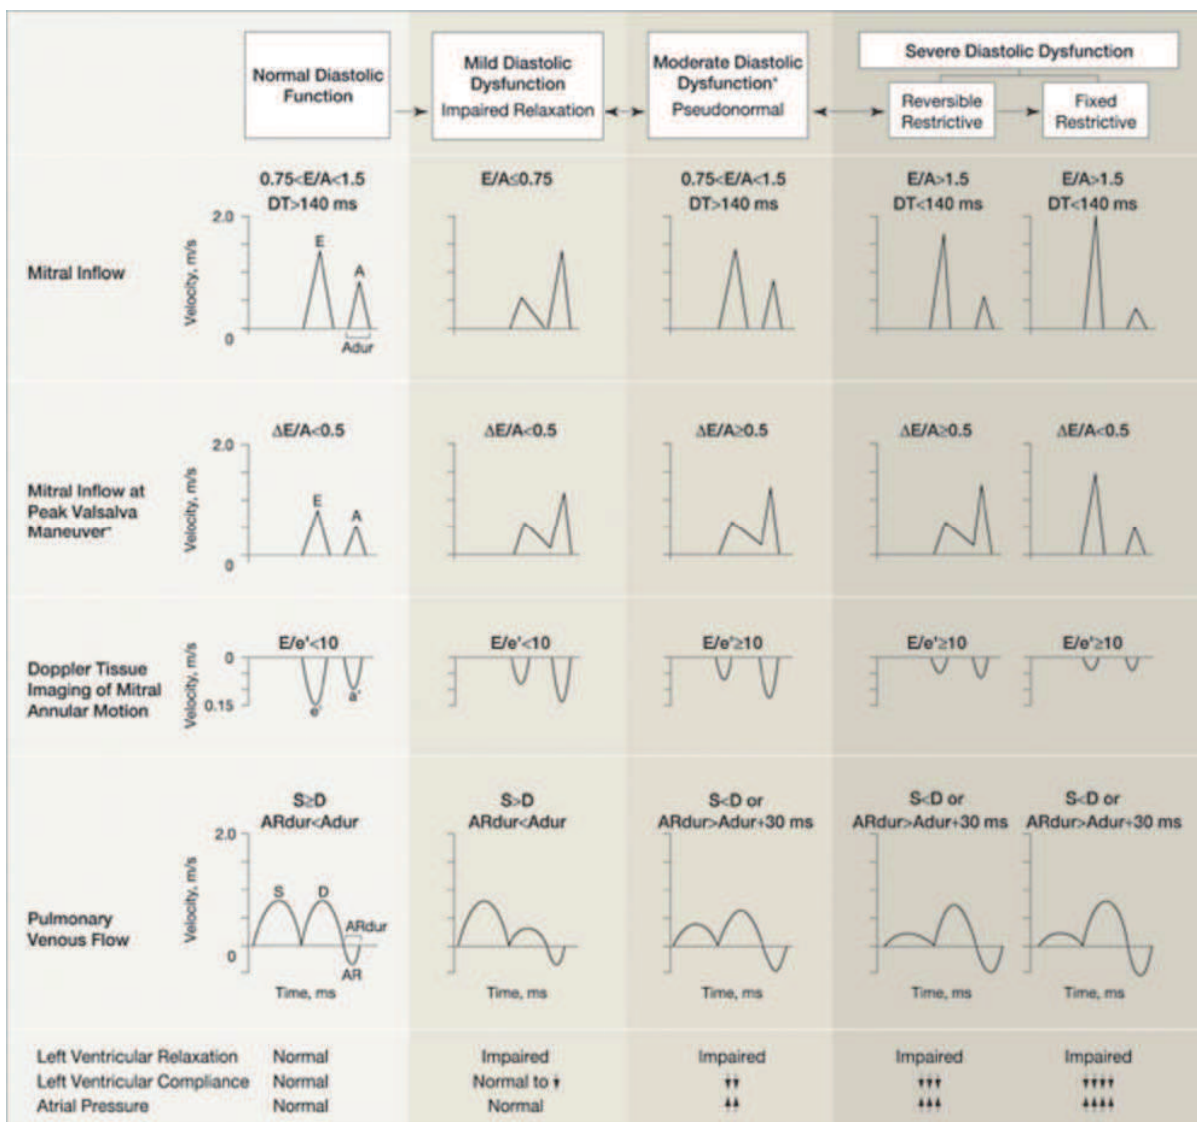 Normal Diastolic
Function
Mild Diastolic
Dysfunction
Impaired Relaxation
Moderate Diastolic
Dysfunction*
Pseudonormal
Severe Diastolic Dysfunction
Reversible
Restrictive
Fixed
Restrictive
Mitral Inflow
Velocity, m/s
2.0
0
0.75<E/A<1.5
DT>140 ms
E
A
Adur
E/A≤0.75
0.75<E/A<1.5
DT>140 ms
E/A>1.5
DT<140 ms
E/A>1.5
DT<140 ms
Mitral Inflow at
Peak Valsalva
Maneuver*
Velocity, m/s
2.0
0
ΔE/A<0.5
E
A
ΔE/A<0.5
ΔE/A≥0.5
ΔE/A≥0.5
ΔE/A<0.5
Doppler Tissue
Imaging of Mitral
Annular Motion
Velocity, m/s
0
0.15
E/e'<10
e'
a'
E/e'<10
E/e'≥10
E/e'≥10
E/e'≥10
Pulmonary
Venous Flow
Velocity, m/s
2.0
0
S≥D
ARdur<Adur
S
D
ARdur
AR
Time, ms
S>D
ARdur<Adur
Time, ms
S<D or
ARdur>Adur+30 ms
Time, ms
S<D or
ARdur>Adur+30 ms
Time, ms
S<D or
ARdur>Adur+30 ms
Time, ms
Left Ventricular Relaxation Normal Impaired Impaired Impaired Impaired
Left Ventricular Compliance Normal Normal to ↓ ↓↓ ↓↓↓ ↓↓↓↓
Atrial Pressure Normal Normal ↑↑ ↑↑↑ ↑↑↑↑